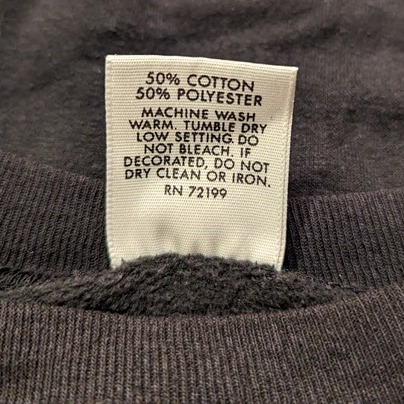 50% COTTON
50% POLYESTER
MACHINE WASH
WARM. TUMBLE DRY
LOW SETTING. DO
NOT BLEACH. IF
DECORATED, DO NOT
DRY CLEAN OR IRON.
RN 72199